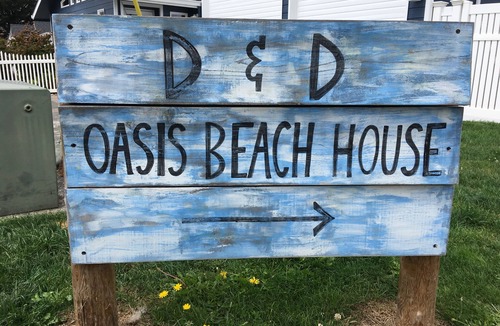 D & D
OASIS BEACH HOUSE